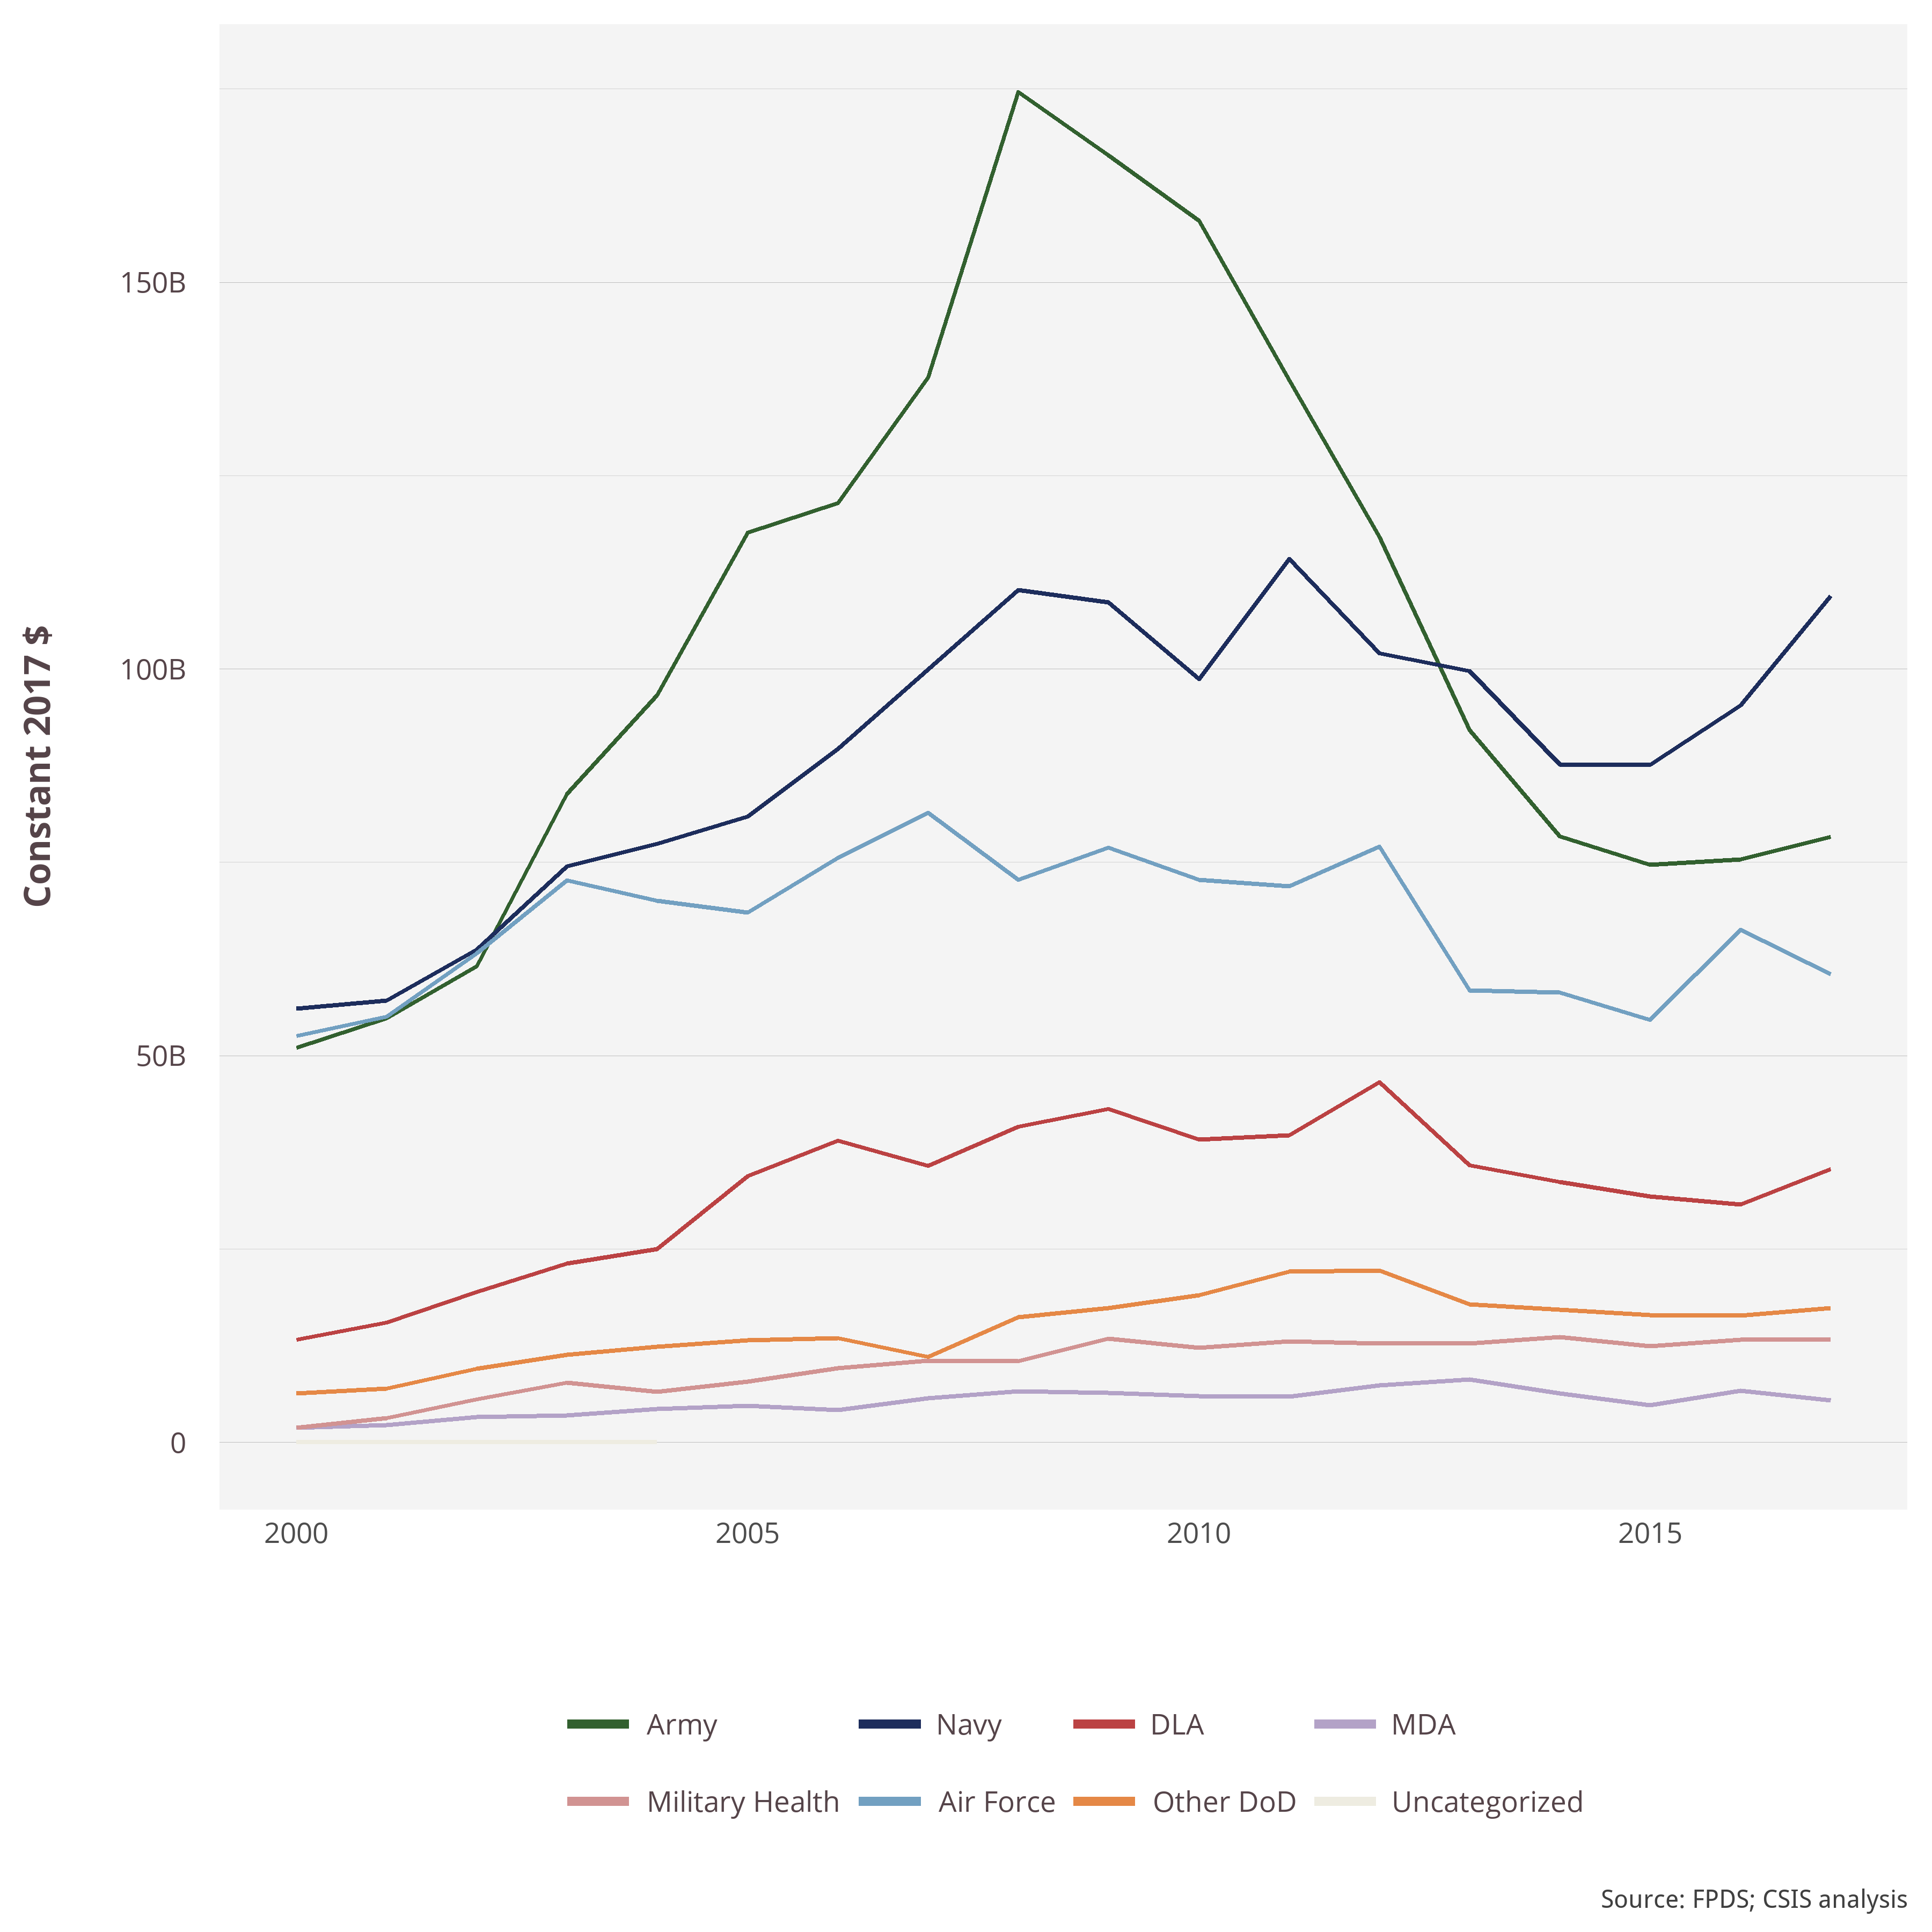 Constant 2017 $
150B
100B
50B
0
2000 2005 2010 2015
Army Navy DLA MDA
Military Health Air Force Other DoD Uncategorized
Source: FPDS; CSIS analysis